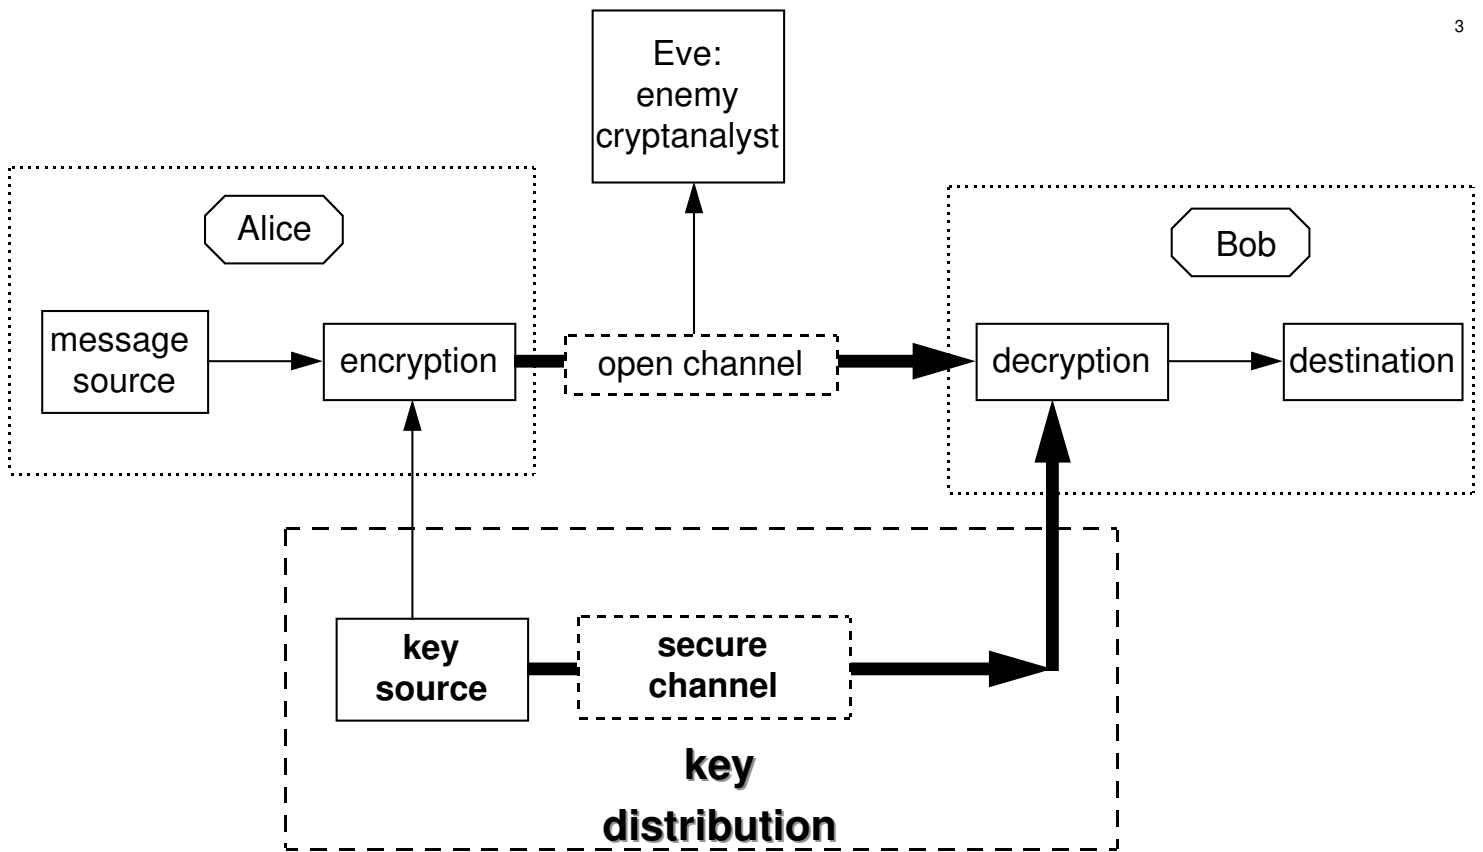 3
Eve:
enemy
cryptanalyst
Alice
Bob
message
source
encryption
open channel
decryption
destination
key
source
secure
channel
key
distribution